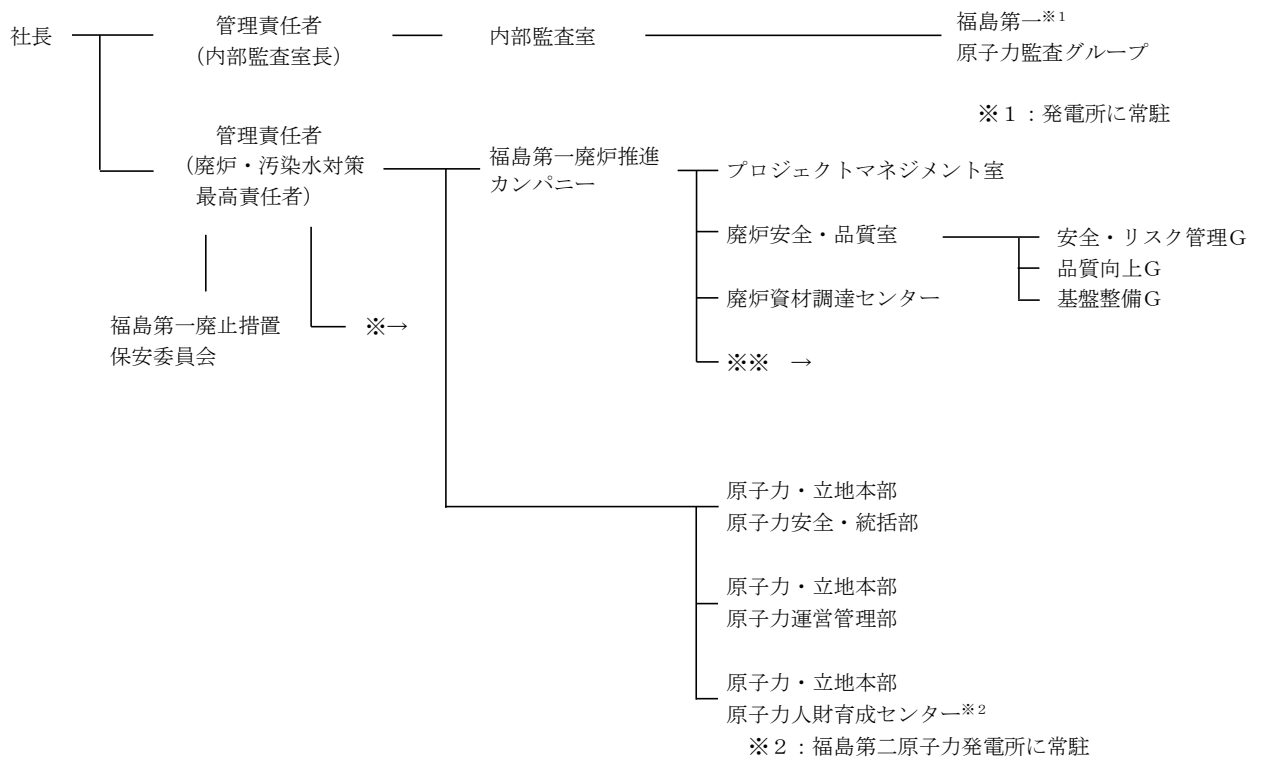 社長
管理責任者
(内部監査室長)
内部監査室
福島第一※1
原子力監査グループ
※1:発電所に常駐
管理責任者
(廃炉・汚染水対策
最高責任者)
福島第一廃炉推進
カンパニー
プロジェクトマネジメント室
廃炉安全・品質室
安全・リスク管理G
品質向上G
基盤整備G
廃炉資材調達センター
福島第一廃止措置
保安委員会
※→
※※ →
原子力・立地本部
原子力安全・統括部
原子力・立地本部
原子力運営管理部
原子力・立地本部
原子力人財育成センター※2
※2:福島第二原子力発電所に常駐